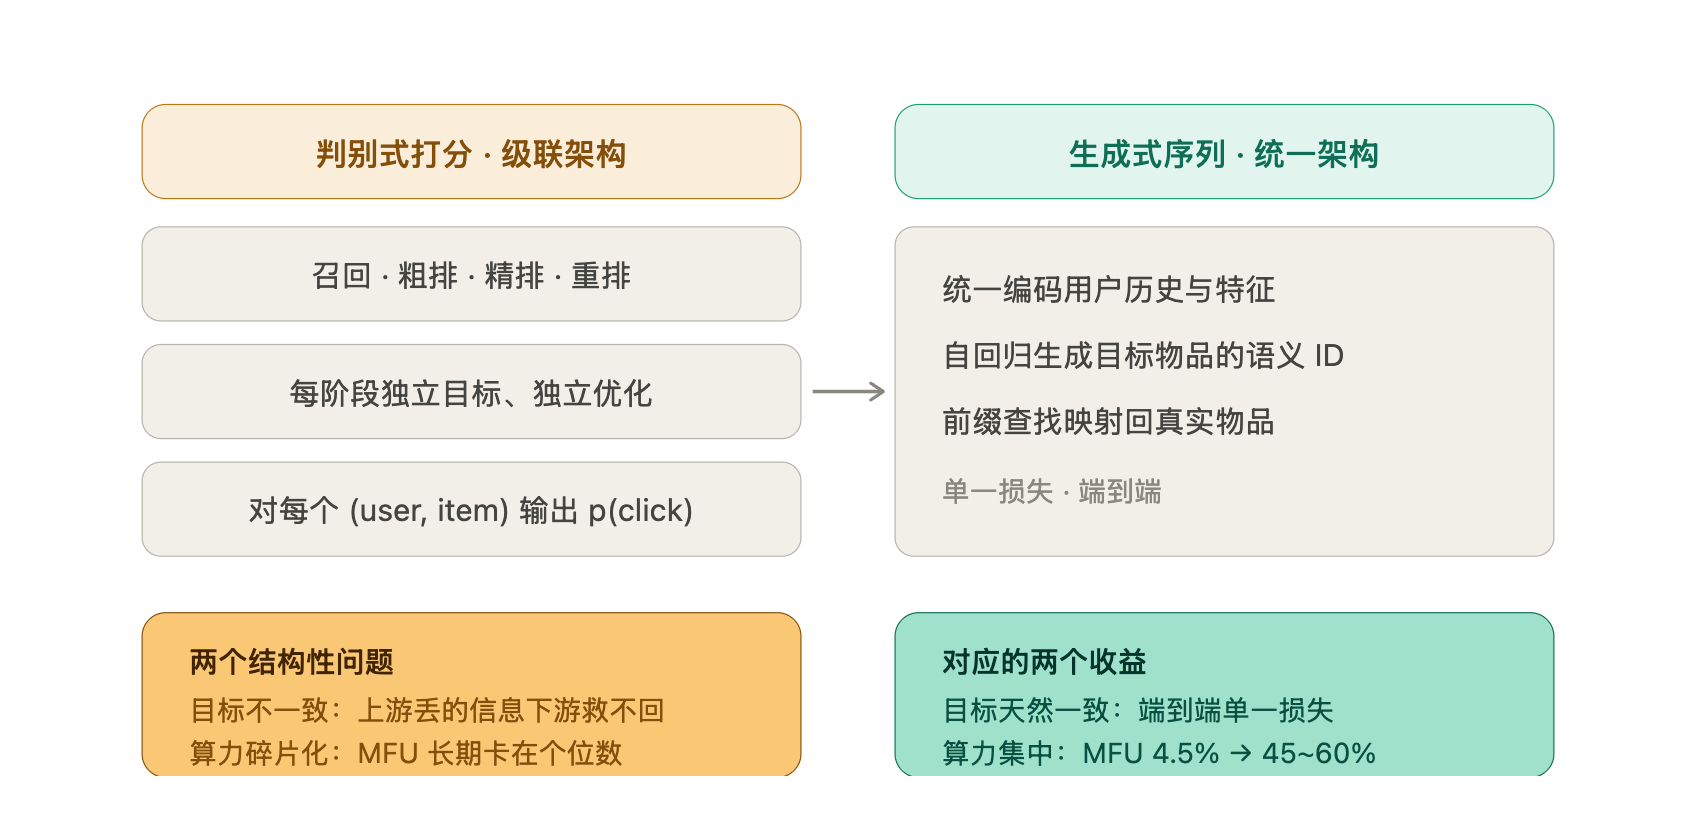 判别式打分 · 级联架构
召回 · 粗排 · 精排 · 重排
每阶段独立目标、独立优化
对每个 (user, item) 输出 p(click)
两个结构性问题
目标不一致：上游丢的信息下游救不回
算力碎片化：MFU 长期卡在个位数
生成式序列 · 统一架构
统一编码用户历史与特征
自回归生成目标物品的语义 ID
前缀查找映射回真实物品
单一损失 · 端到端
对应的两个收益
目标天然一致：端到端单一损失
算力集中：MFU 4.5% → 45~60%